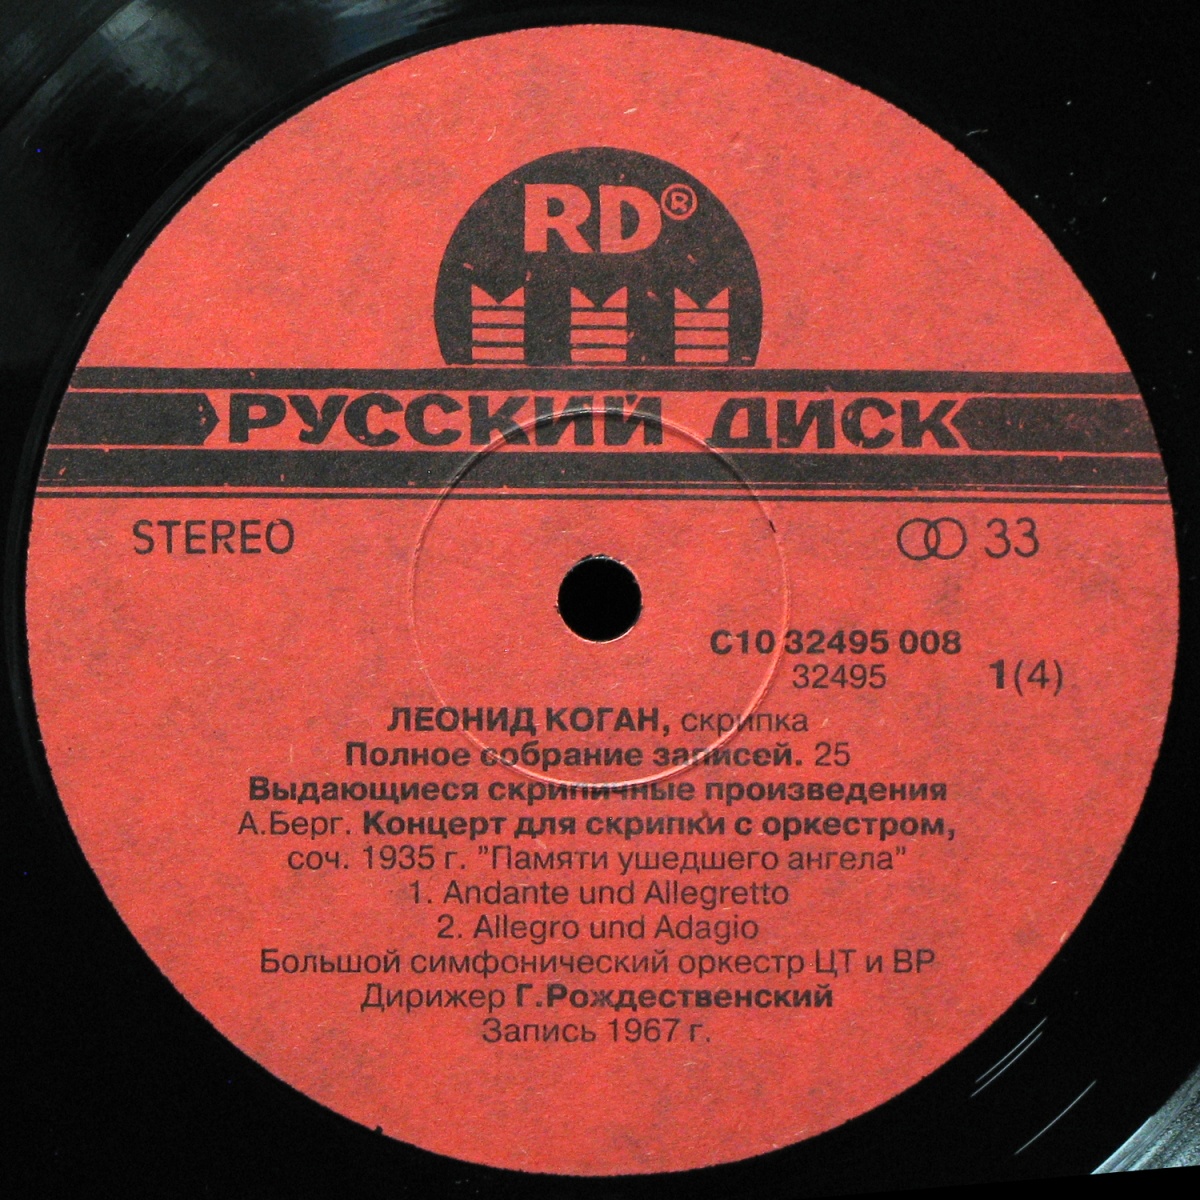 RD®
РУССКИЙ ДИСК
STEREO
33
С10 32495 008
32495
1(4)
ЛЕОНИД КОГАН, скрипка
Полное собрание записей. 25
Выдающиеся скрипичные произведения
А.Берг. Концерт для скрипки с оркестром,
соч. 1935 г. "Памяти ушедшего ангела"
1. Andante und Allegretto
2. Allegro und Adagio
Большой симфонический оркестр ЦТ и ВР
Дирижер Г.Рождественский
Запись 1967 г.